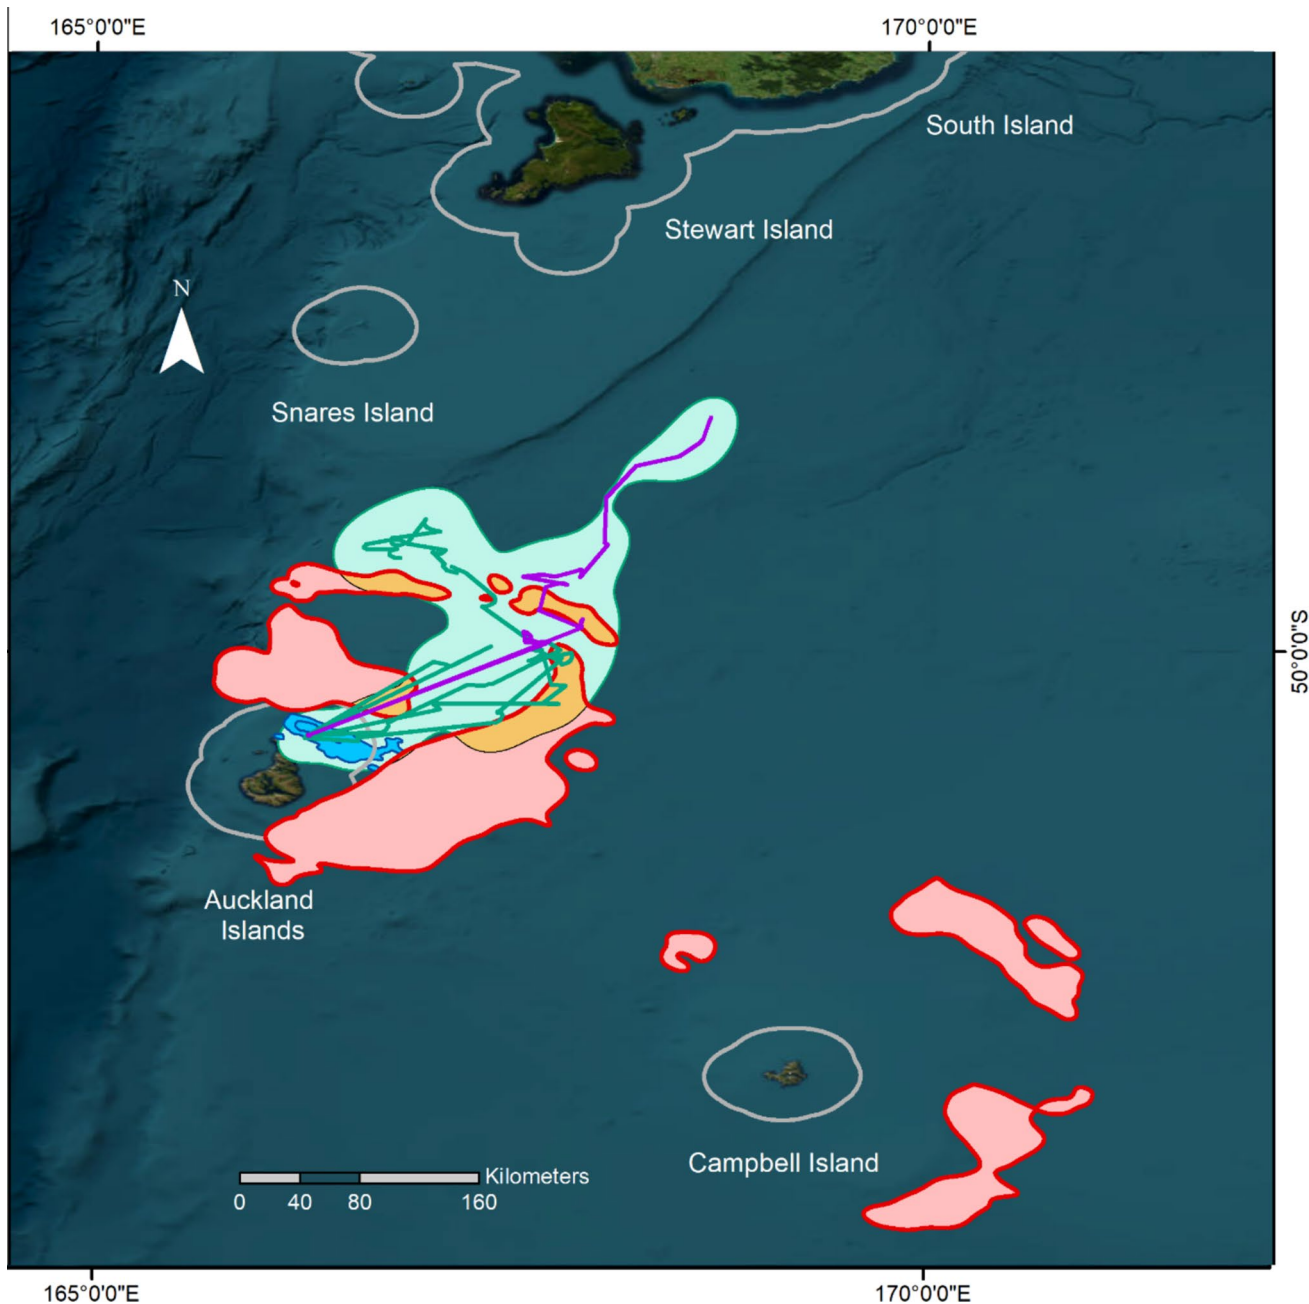 165°0'0"E
170°0'0"E
South Island
Stewart Island
N
Snares Island
50°0'0"S
Auckland
Islands
Campbell Island
Kilometers
0 40 80 160
165°0'0"E
170°0'0"E